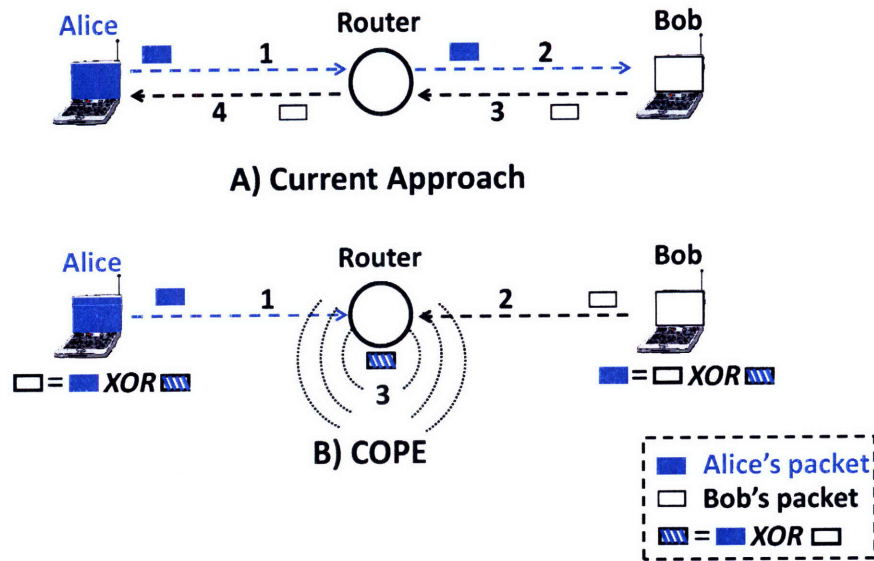 Alice Router Bob
1 2
4 3
A) Current Approach
Alice Router Bob
1 2
= XOR
3
= XOR
B) COPE
Alice's packet
Bob's packet
= XOR